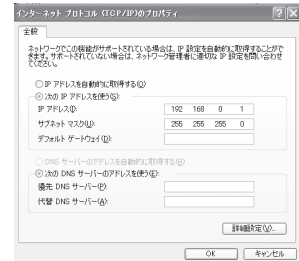 インターネット プロトコル (TCP/IP)のプロパティ
全般
ネットワークでこの機能がサポートされている場合は、IP 設定を自動的に取得することがで
きます。サポートされていない場合は、ネットワーク管理者に適切な IP 設定を問い合わせ
てください。
IP アドレスを自動的に取得する(O)
次の IP アドレスを使う(S):
IP アドレス(I):
192 168 0 1
サブネット マスク(U):
255 255 255 0
デフォルト ゲートウェイ(D):
DNS サーバーのアドレスを自動的に取得する(B)
次の DNS サーバーのアドレスを使う(E):
優先 DNS サーバー(P):
代替 DNS サーバー(A):
詳細設定(V)...
OK キャンセル